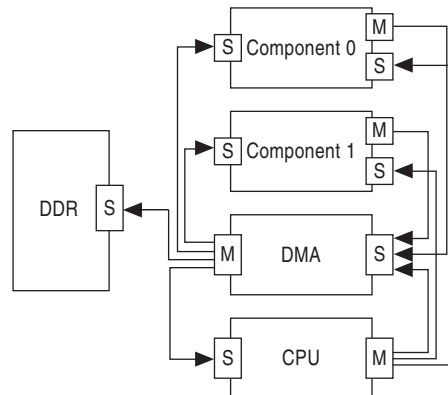 M
S Component 0
S
M
S Component 1
S
DDR S
M DMA S
S CPU M